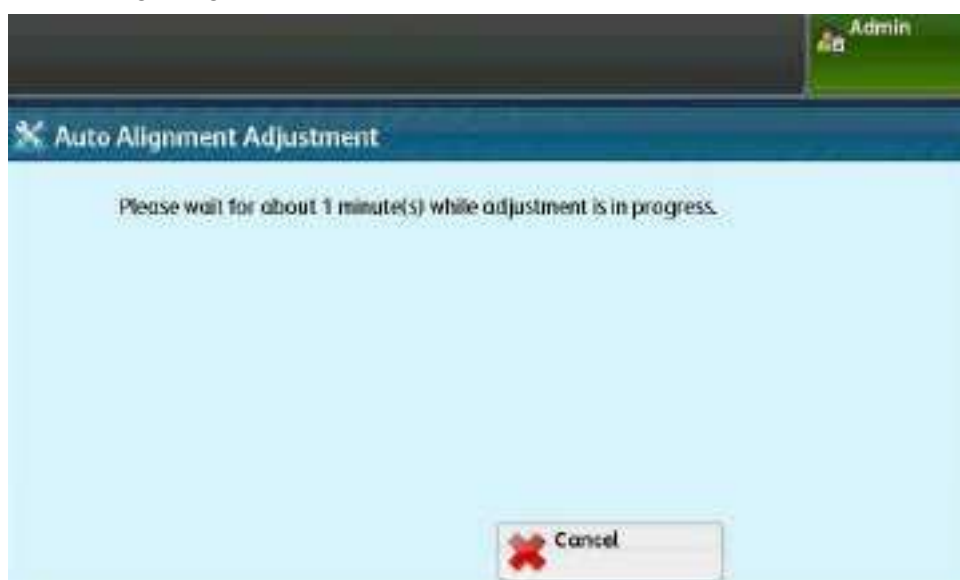 Admin
Auto Alignment Adjustment
Please wait for about 1 minute(s) while adjustment is in progress.
Cancel